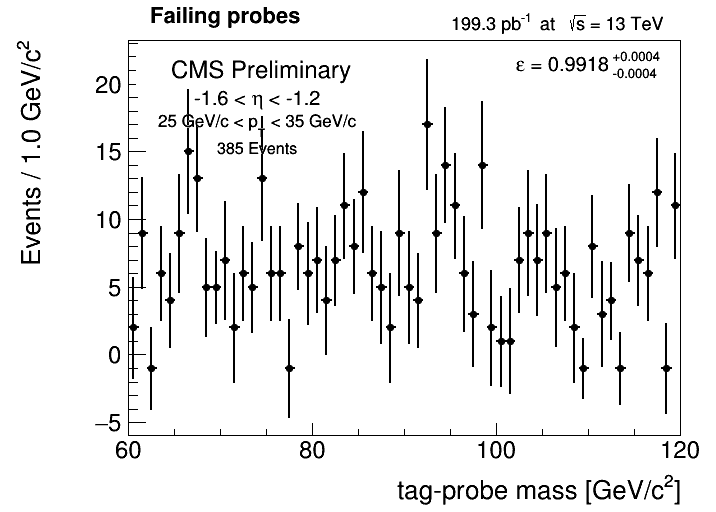 Failing probes
199.3 pb⁻¹ at √s = 13 TeV
CMS Preliminary
ε = 0.9918 +0.0004 -0.0004
-1.6 < η < -1.2
25 GeV/c < p_T < 35 GeV/c
385 Events
Events / 1.0 GeV/c²
20
15
10
5
0
−5
60 80 100 120
tag-probe mass [GeV/c²]